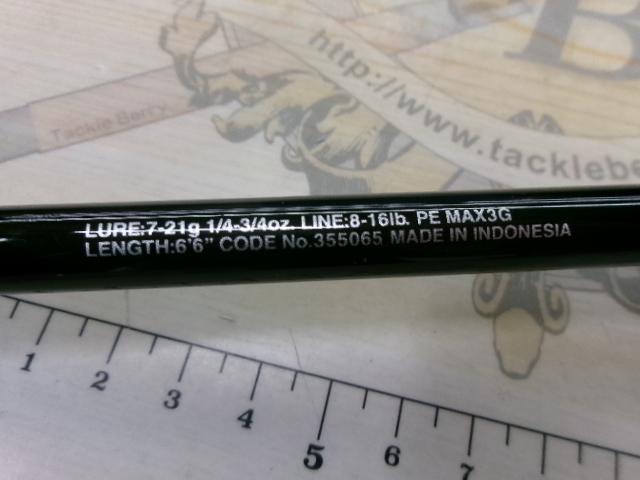 Tackle Berry
http://www.tacklebe
B
LURE:7-21g 1/4-3/4oz. LINE:8-16lb. PE MAX3G
LENGTH:6'6" CODE No.355065 MADE IN INDONESIA
1 2 3 4 5 6 7